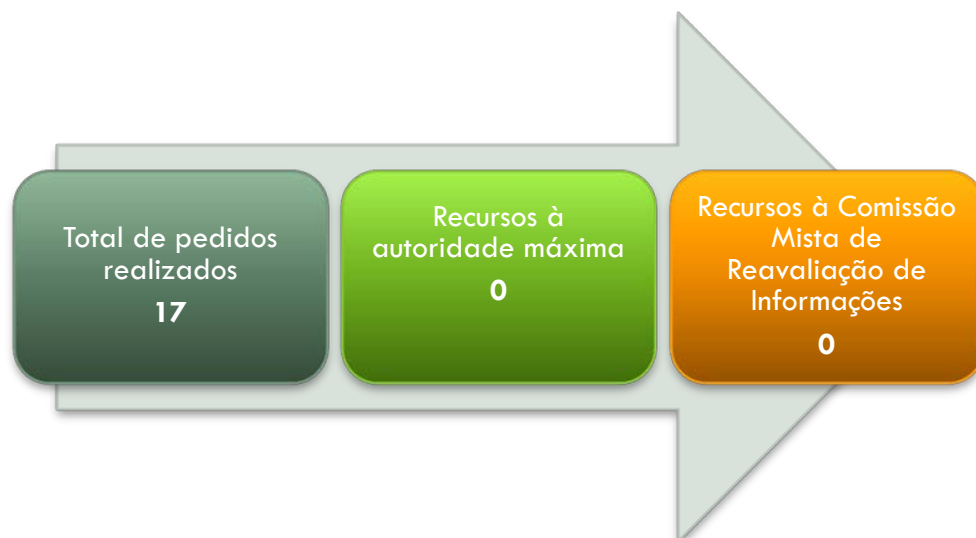 Total de pedidos
realizados
17
Recursos à
autoridade máxima
0
Recursos à Comissão
Mista de
Reavaliação de
Informações
0